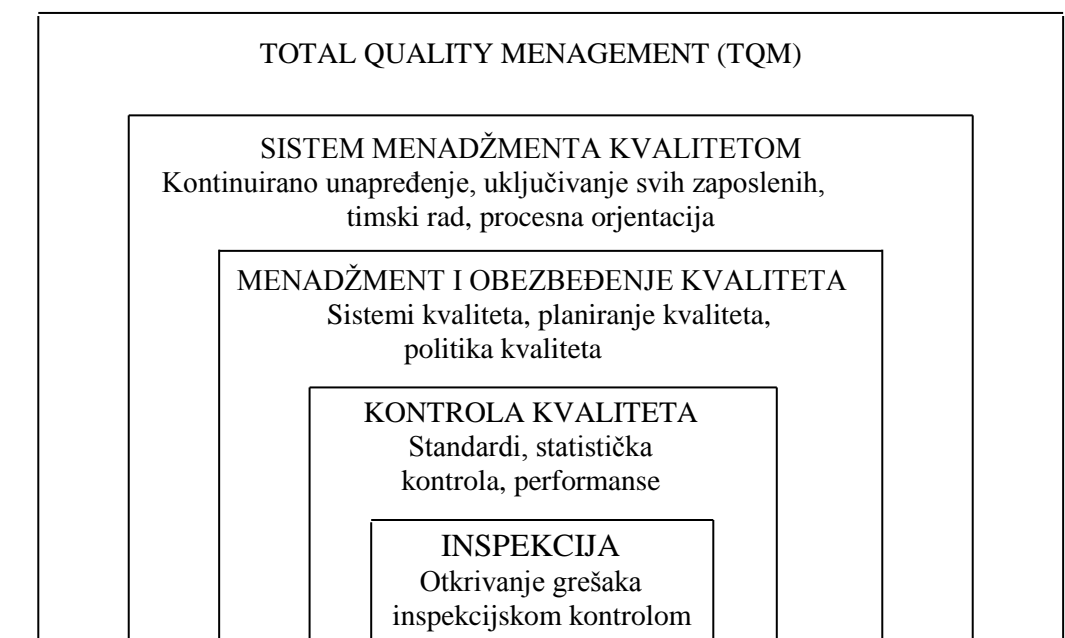 TOTAL QUALITY MENAGEMENT (TQM)
SISTEM MENADŽMENTA KVALITETOM
Kontinuirano unapređenje, uključivanje svih zaposlenih,
timski rad, procesna orjentacija
MENADŽMENT I OBEZBEĐENJE KVALITETA
Sistemi kvaliteta, planiranje kvaliteta,
politika kvaliteta
KONTROLA KVALITETA
Standardi, statistička
kontrola, performanse
INSPEKCIJA
Otkrivanje grešaka
inspekcijskom kontrolom